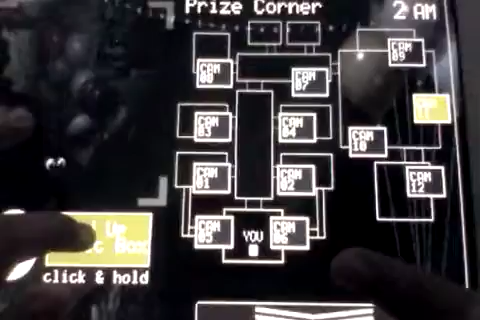 Prize Corner
2 AM
CAM 09
CAM 08
CAM 07
CAM 03
CAM 04
CAM 10
CAM 01
CAM 02
CAM 12
CAM 05
YOU
CAM 06
Up
click & hold